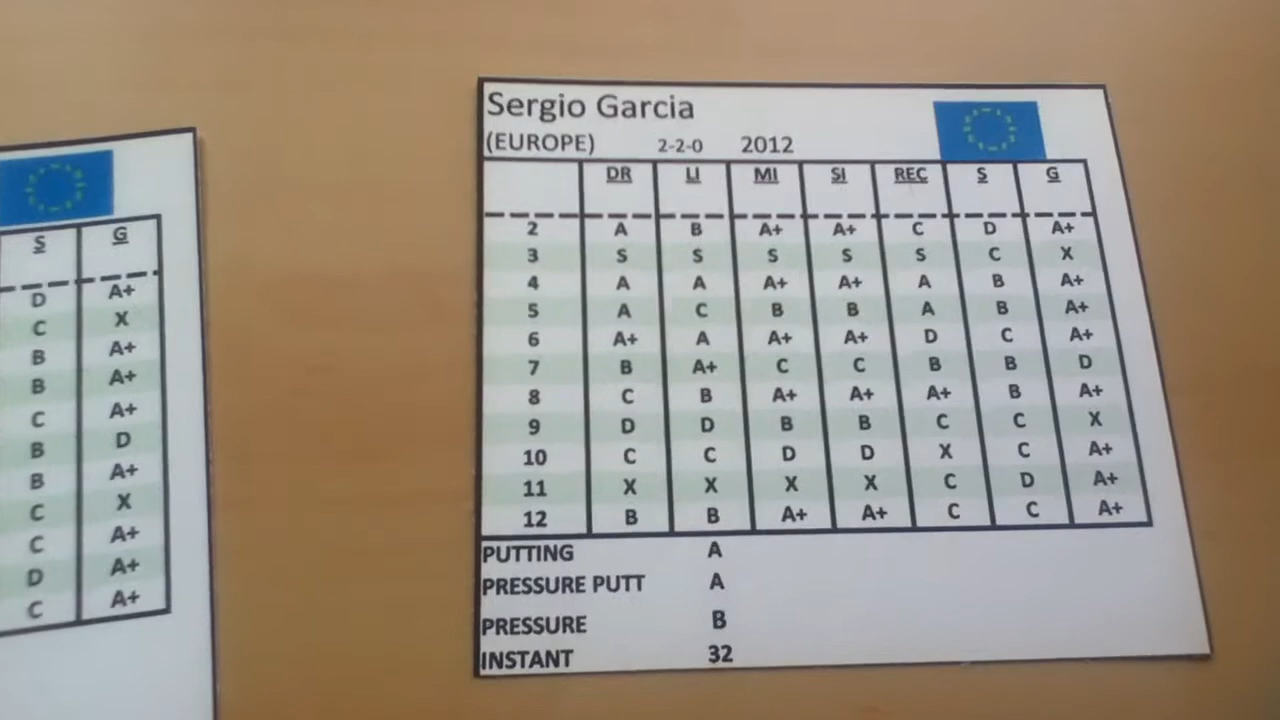 S G
D A+
C X
B A+
B A+
C A+
B D
B A+
C X
C A+
D A+
C A+
Sergio Garcia
(EUROPE) 2-2-0 2012
DR LI MI SI REC S G
2 A B A+ A+ C D A+
3 S S S S S C X
4 A A A+ A+ A B A+
5 A C B B A B A+
6 A+ A A+ A+ D C A+
7 B A+ C C B B D
8 C B A+ A+ A+ B A+
9 D D B B C C X
10 C C D D X C A+
11 X X X X C D A+
12 B B A+ A+ C C A+
PUTTING A
PRESSURE PUTT A
PRESSURE B
INSTANT 32